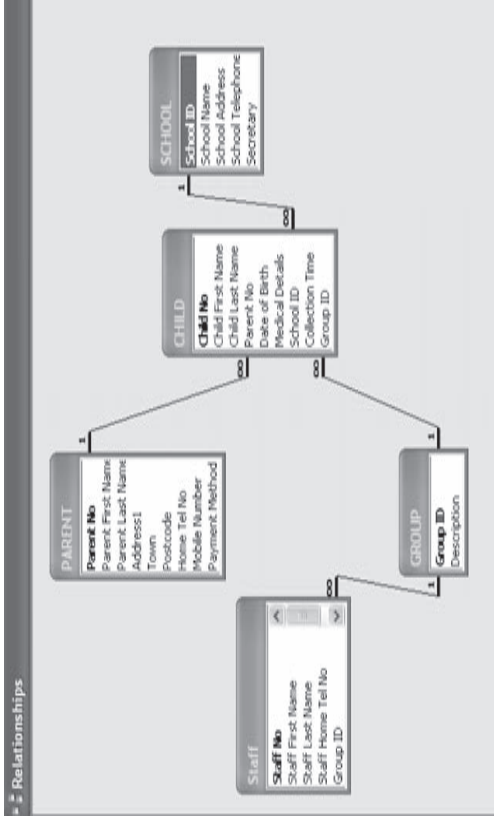 Relationships
PARENT
Parent No
Parent First Name
Parent Last Name
Address1
Town
Postcode
Home Tel No
Mobile Number
Payment Method
1
∞
CHILD
Child No
Child First Name
Child Last Name
Parent No
Date of Birth
Medical Details
School ID
Collection Time
Group ID
∞
1
SCHOOL
School ID
School Name
School Address
School Telephone
Secretary
Staff
Staff No
Staff First Name
Staff Last Name
Staff Home Tel No
Group ID
∞
1
GROUP
Group ID
Description
1
∞